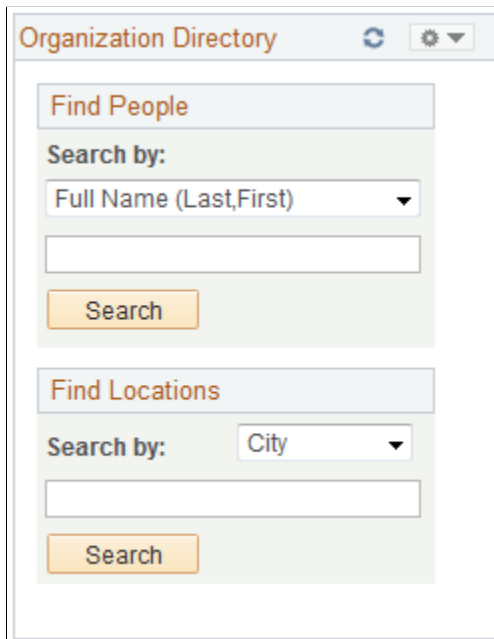 Organization Directory
Find People
Search by:
Full Name (Last,First)
Search
Find Locations
Search by: City
Search